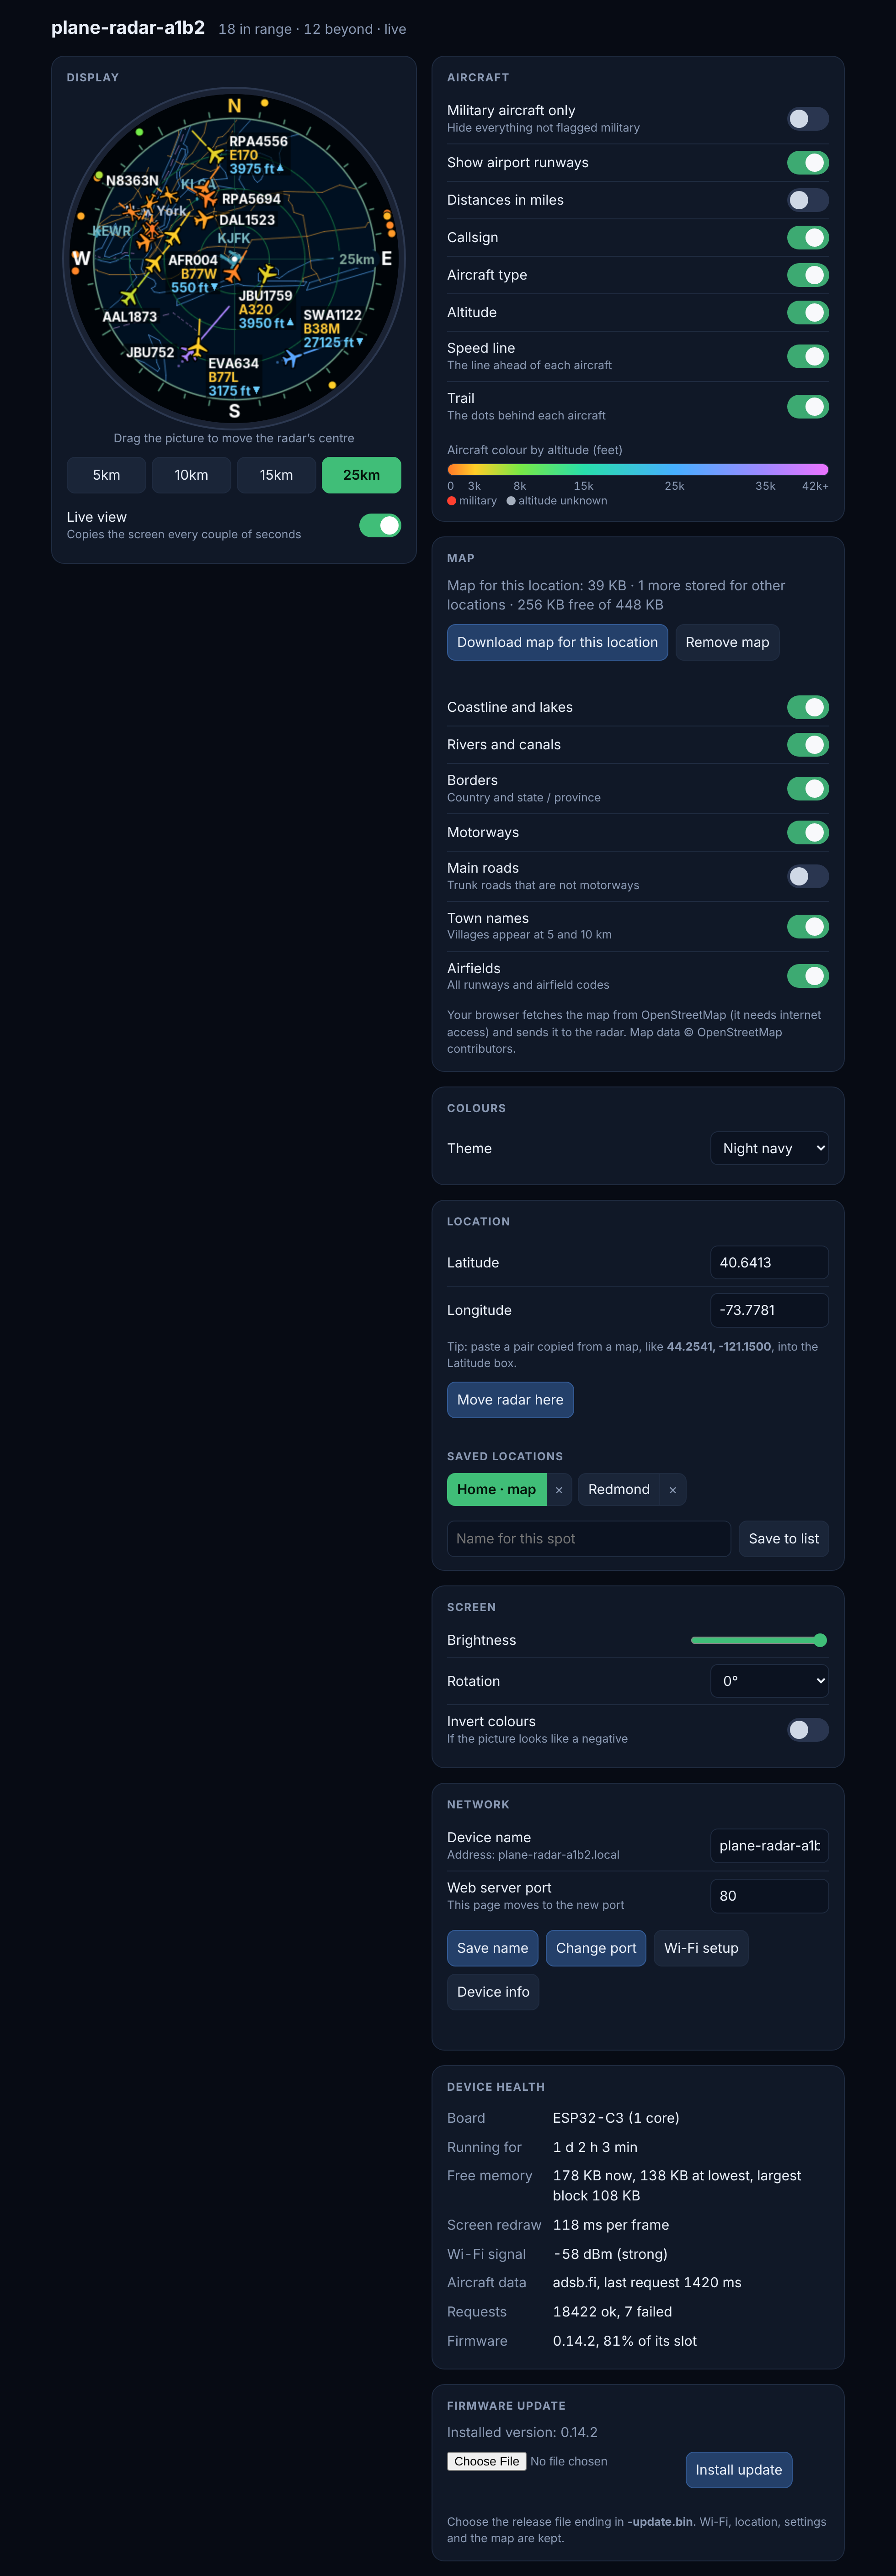 plane-radar-a1b2 18 in range · 12 beyond · live
DISPLAY
N
RPA4556
E170
3975 ft▲
N8363N
RPA5694
York
DAL1523
KEWR
KJFK
W
AFR004
B77W
550 ft▼
25km
E
JBU1759
A320
3950 ft▲
AAL1873
SWA1122
B38M
27125 ft▼
JBU752
EVA634
B77L
3175 ft▼
S
Drag the picture to move the radar’s centre
5km 10km 15km 25km
Live view
Copies the screen every couple of seconds
AIRCRAFT
Military aircraft only
Hide everything not flagged military
Show airport runways
Distances in miles
Callsign
Aircraft type
Altitude
Speed line
The line ahead of each aircraft
Trail
The dots behind each aircraft
Aircraft colour by altitude (feet)
0 3k 8k 15k 25k 35k 42k+
military altitude unknown
MAP
Map for this location: 39 KB · 1 more stored for other
locations · 256 KB free of 448 KB
Download map for this location Remove map
Coastline and lakes
Rivers and canals
Borders
Country and state / province
Motorways
Main roads
Trunk roads that are not motorways
Town names
Villages appear at 5 and 10 km
Airfields
All runways and airfield codes
Your browser fetches the map from OpenStreetMap (it needs internet
access) and sends it to the radar. Map data © OpenStreetMap
contributors.
COLOURS
Theme Night navy
LOCATION
Latitude 40.6413
Longitude -73.7781
Tip: paste a pair copied from a map, like 44.2541, -121.1500, into the
Latitude box.
Move radar here
SAVED LOCATIONS
Home · map × Redmond ×
Name for this spot Save to list
SCREEN
Brightness
Rotation 0°
Invert colours
If the picture looks like a negative
NETWORK
Device name plane-radar-a1b
Address: plane-radar-a1b2.local
Web server port 80
This page moves to the new port
Save name Change port Wi-Fi setup
Device info
DEVICE HEALTH
Board ESP32-C3 (1 core)
Running for 1 d 2 h 3 min
Free memory 178 KB now, 138 KB at lowest, largest
block 108 KB
Screen redraw 118 ms per frame
Wi-Fi signal -58 dBm (strong)
Aircraft data adsb.fi, last request 1420 ms
Requests 18422 ok, 7 failed
Firmware 0.14.2, 81% of its slot
FIRMWARE UPDATE
Installed version: 0.14.2
Choose File No file chosen Install update
Choose the release file ending in -update.bin. Wi-Fi, location, settings
and the map are kept.